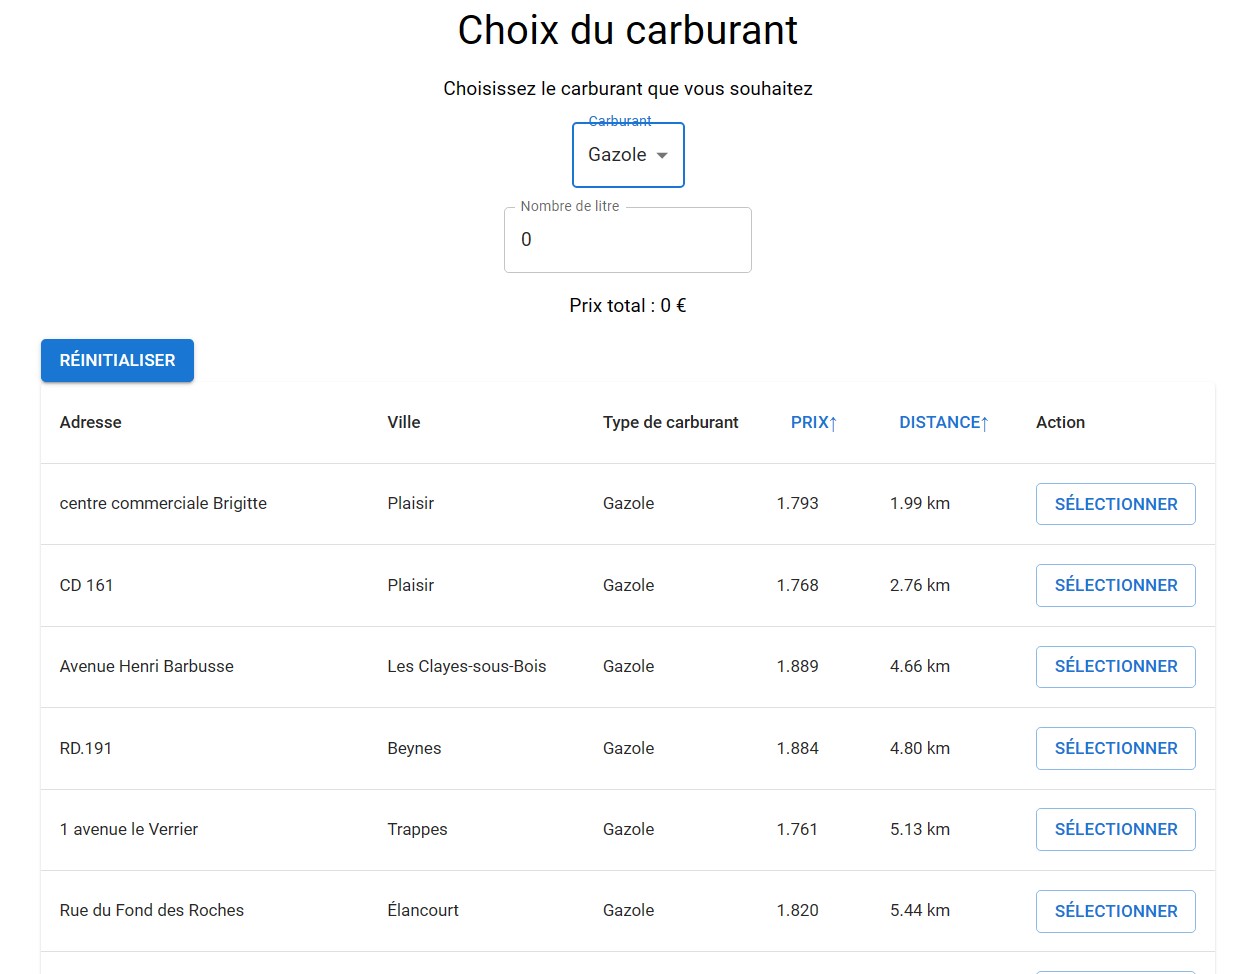 Choix du carburant
Choisissez le carburant que vous souhaitez
Carburant
Gazole
Nombre de litre
0
Prix total : 0 €
RÉINITIALISER
Adresse Ville Type de carburant PRIX↑ DISTANCE↑ Action
centre commerciale Brigitte Plaisir Gazole 1.793 1.99 km SÉLECTIONNER
CD 161 Plaisir Gazole 1.768 2.76 km SÉLECTIONNER
Avenue Henri Barbusse Les Clayes-sous-Bois Gazole 1.889 4.66 km SÉLECTIONNER
RD.191 Beynes Gazole 1.884 4.80 km SÉLECTIONNER
1 avenue le Verrier Trappes Gazole 1.761 5.13 km SÉLECTIONNER
Rue du Fond des Roches Élancourt Gazole 1.820 5.44 km SÉLECTIONNER